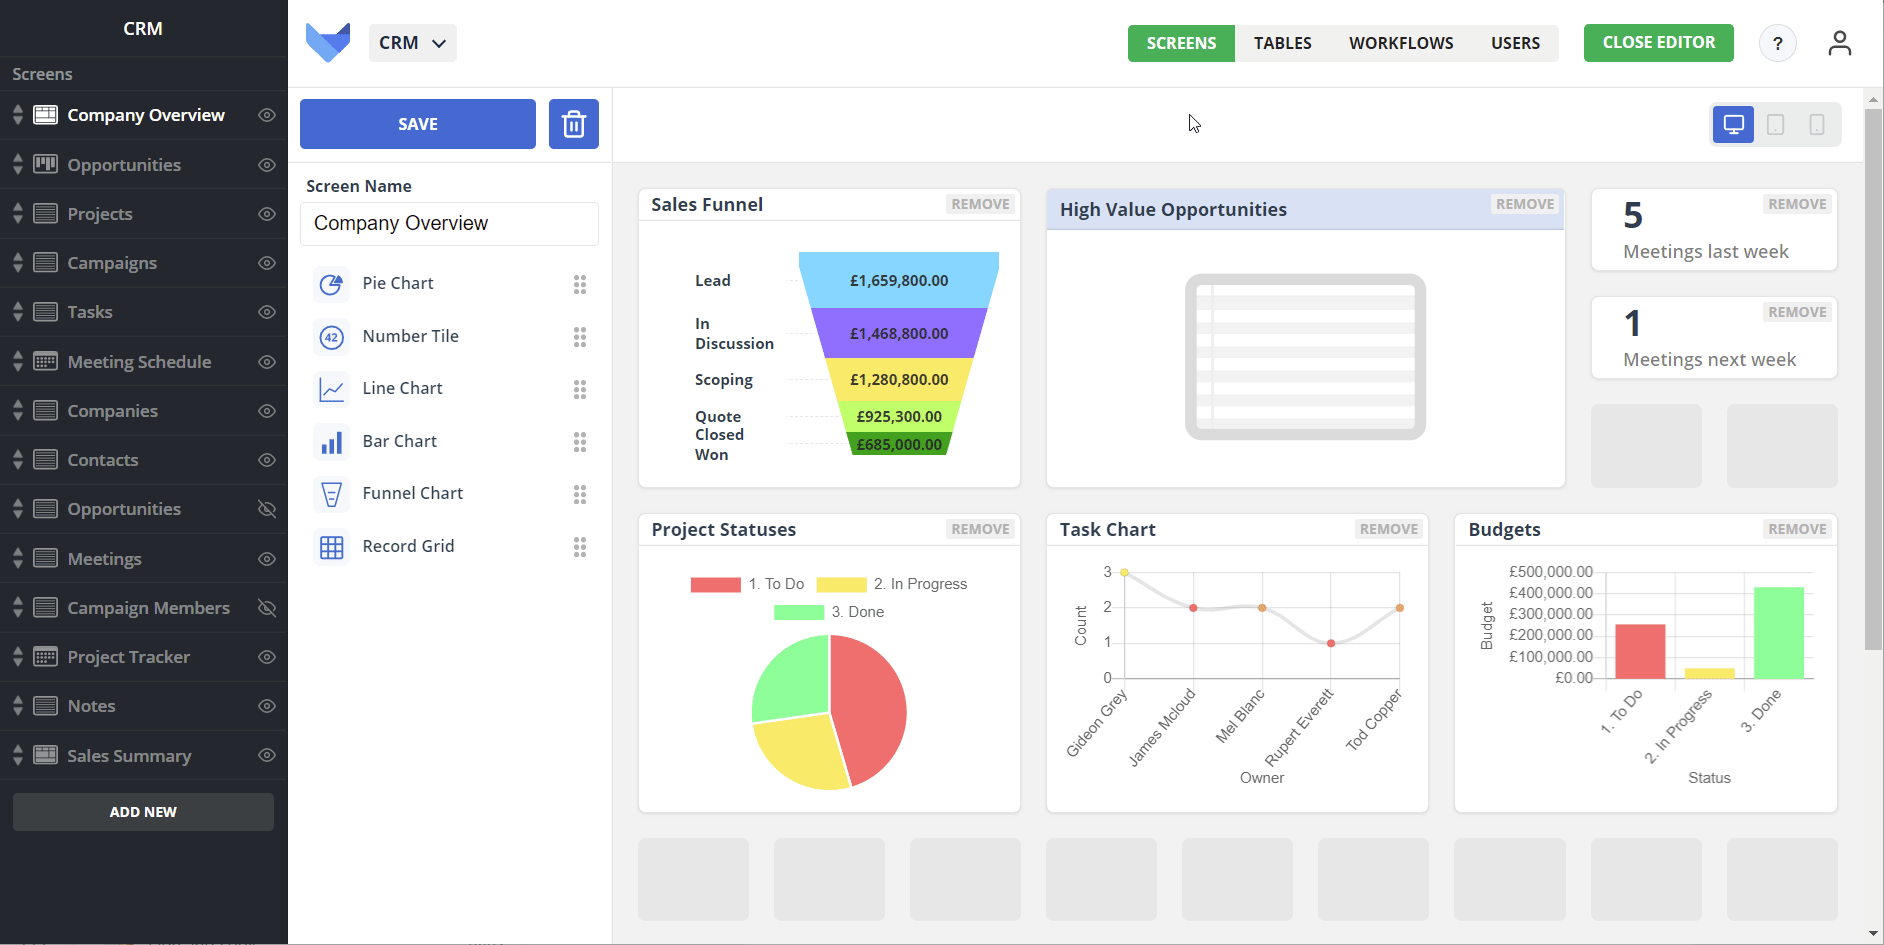 CRM
Screens
Company Overview
Opportunities
Projects
Campaigns
Tasks
Meeting Schedule
Companies
Contacts
Opportunities
Meetings
Campaign Members
Project Tracker
Notes
Sales Summary
ADD NEW
CRM
SCREENS TABLES WORKFLOWS USERS
CLOSE EDITOR
?
SAVE
Screen Name
Company Overview
Pie Chart
42
Number Tile
Line Chart
Bar Chart
Funnel Chart
Record Grid
Sales Funnel
REMOVE
Lead
£1,659,800.00
In
Discussion
£1,468,800.00
Scoping
£1,280,800.00
Quote
£925,300.00
Closed
Won
£685,000.00
High Value Opportunities
REMOVE
5
REMOVE
Meetings last week
1
REMOVE
Meetings next week
Project Statuses
REMOVE
1. To Do
2. In Progress
3. Done
Task Chart
REMOVE
3
2
1
0
Count
Gideon Grey
James Mcloud
Mel Blanc
Rupert Everett
Tod Copper
Owner
Budgets
REMOVE
£500,000.00
£400,000.00
£300,000.00
£200,000.00
£100,000.00
£0.00
Budget
1. To Do
2. In Progress
3. Done
Status